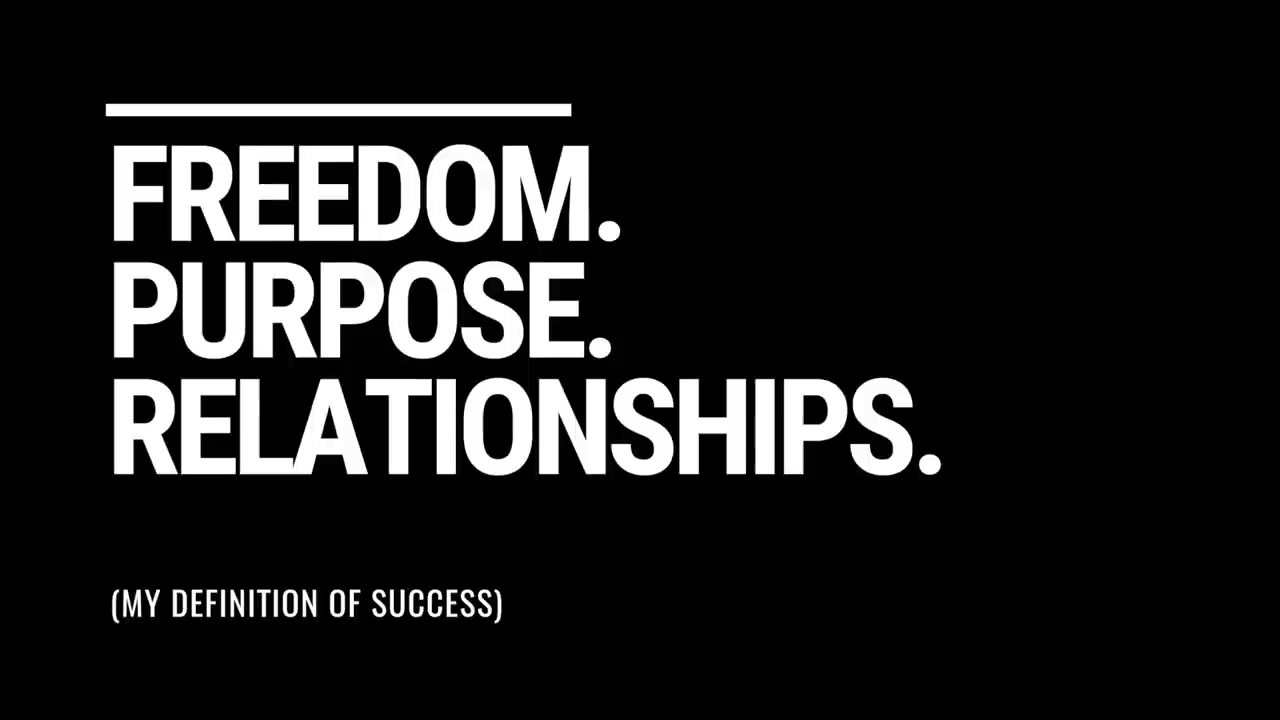 FREEDOM.
PURPOSE.
RELATIONSHIPS.
(MY DEFINITION OF SUCCESS)